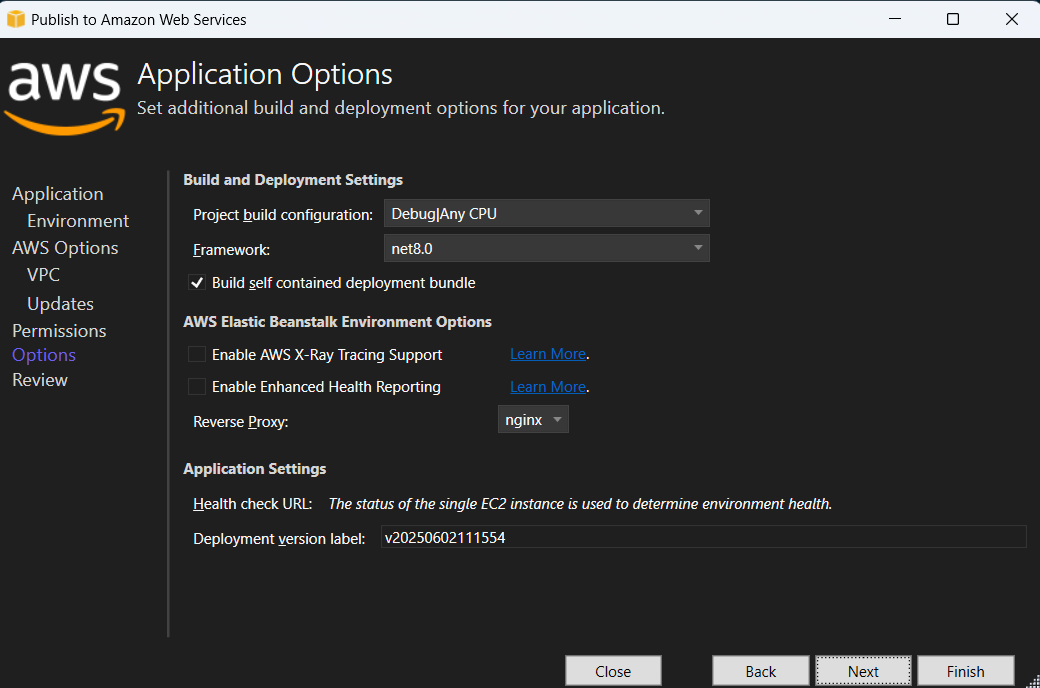 Publish to Amazon Web Services
aws
Application Options
Set additional build and deployment options for your application.
Application
Environment
AWS Options
VPC
Updates
Permissions
Options
Review
Build and Deployment Settings
Project build configuration: Debug|Any CPU
Framework: net8.0
Build self contained deployment bundle
AWS Elastic Beanstalk Environment Options
Enable AWS X-Ray Tracing Support Learn More.
Enable Enhanced Health Reporting Learn More.
Reverse Proxy: nginx
Application Settings
Health check URL: The status of the single EC2 instance is used to determine environment health.
Deployment version label: v20250602111554
Close Back Next Finish